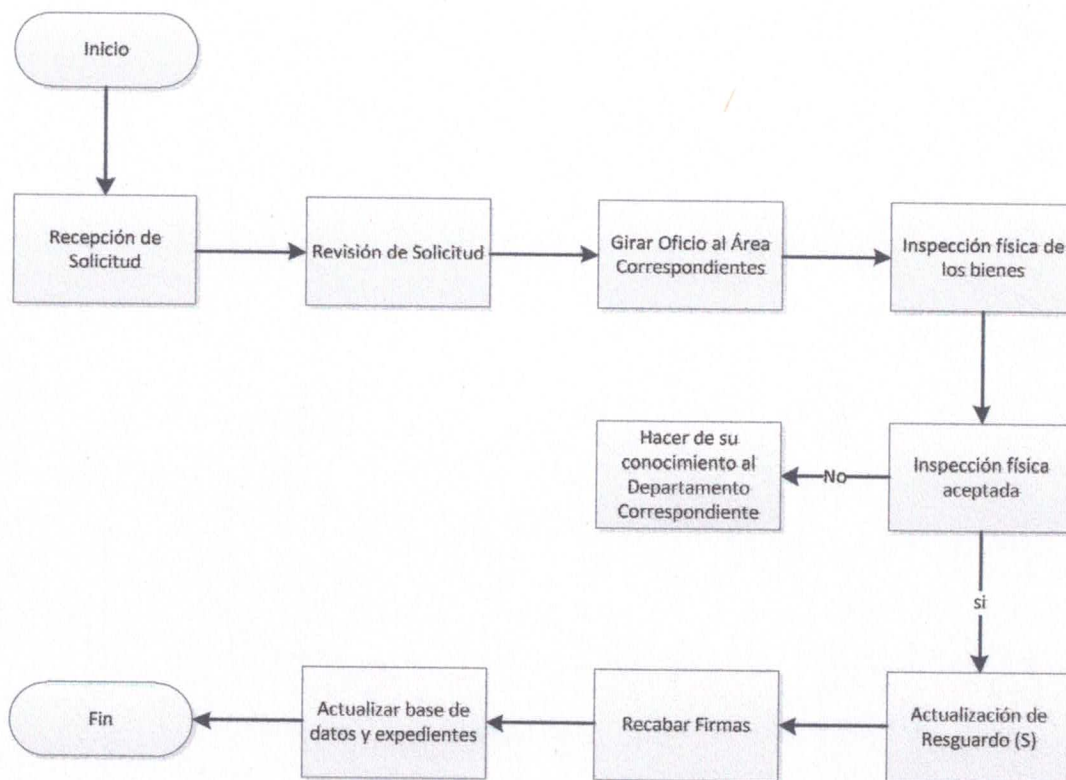 Inicio
Recepción de
Solicitud
Revisión de Solicitud
Girar Oficio al Área
Correspondientes
Inspección física de
los bienes
Hacer de su
conocimiento al
Departamento
Correspondiente
No
Inspección física
aceptada
si
Fin
Actualizar base de
datos y expedientes
Recabar Firmas
Actualización de
Resguardo (S)